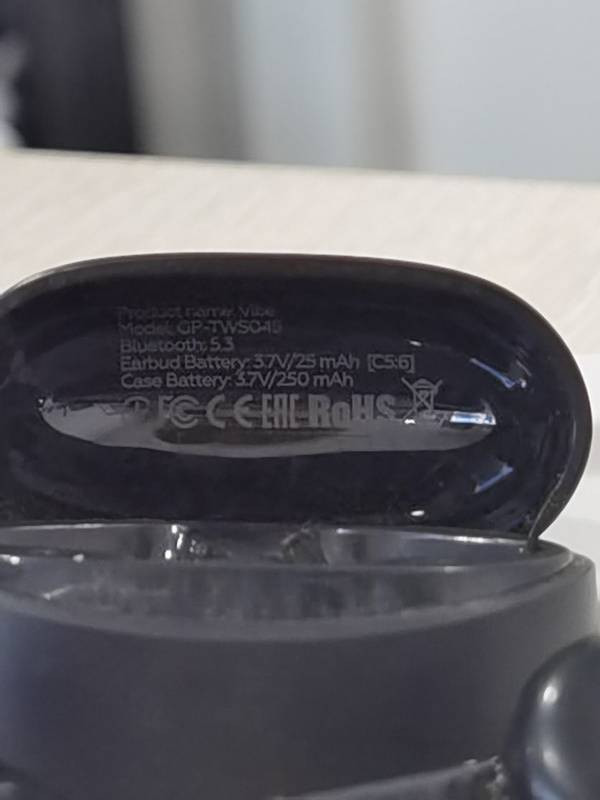 Product name: Vibe
Model: GP-TWS049
Bluetooth: 5.3
Earbud Battery: 3.7V/25 mAh [C5:6]
Case Battery: 3.7V/250 mAh
FC CE EAC RoHS